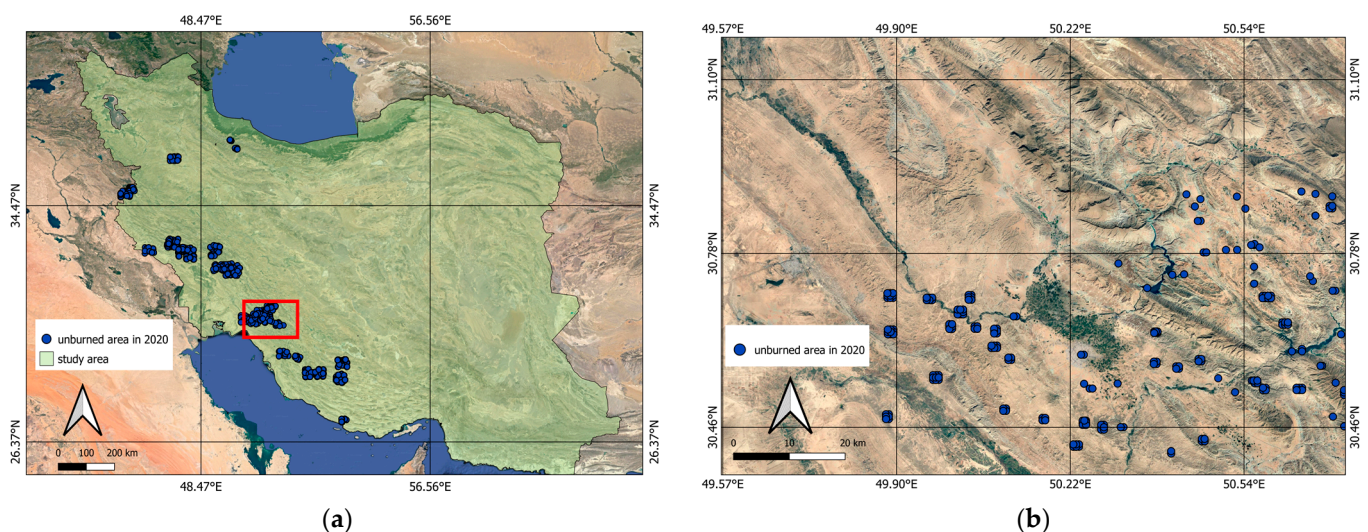 48.47°E 56.56°E
34.47°N 34.47°N
26.37°N 26.37°N
unburned area in 2020
study area
0 100 200 km
48.47°E 56.56°E
(a)
49.57°E 49.90°E 50.22°E 50.54°E
31.10°N 31.10°N
30.78°N 30.78°N
30.46°N 30.46°N
unburned area in 2020
0 10 20 km
49.57°E 49.90°E 50.22°E 50.54°E
(b)